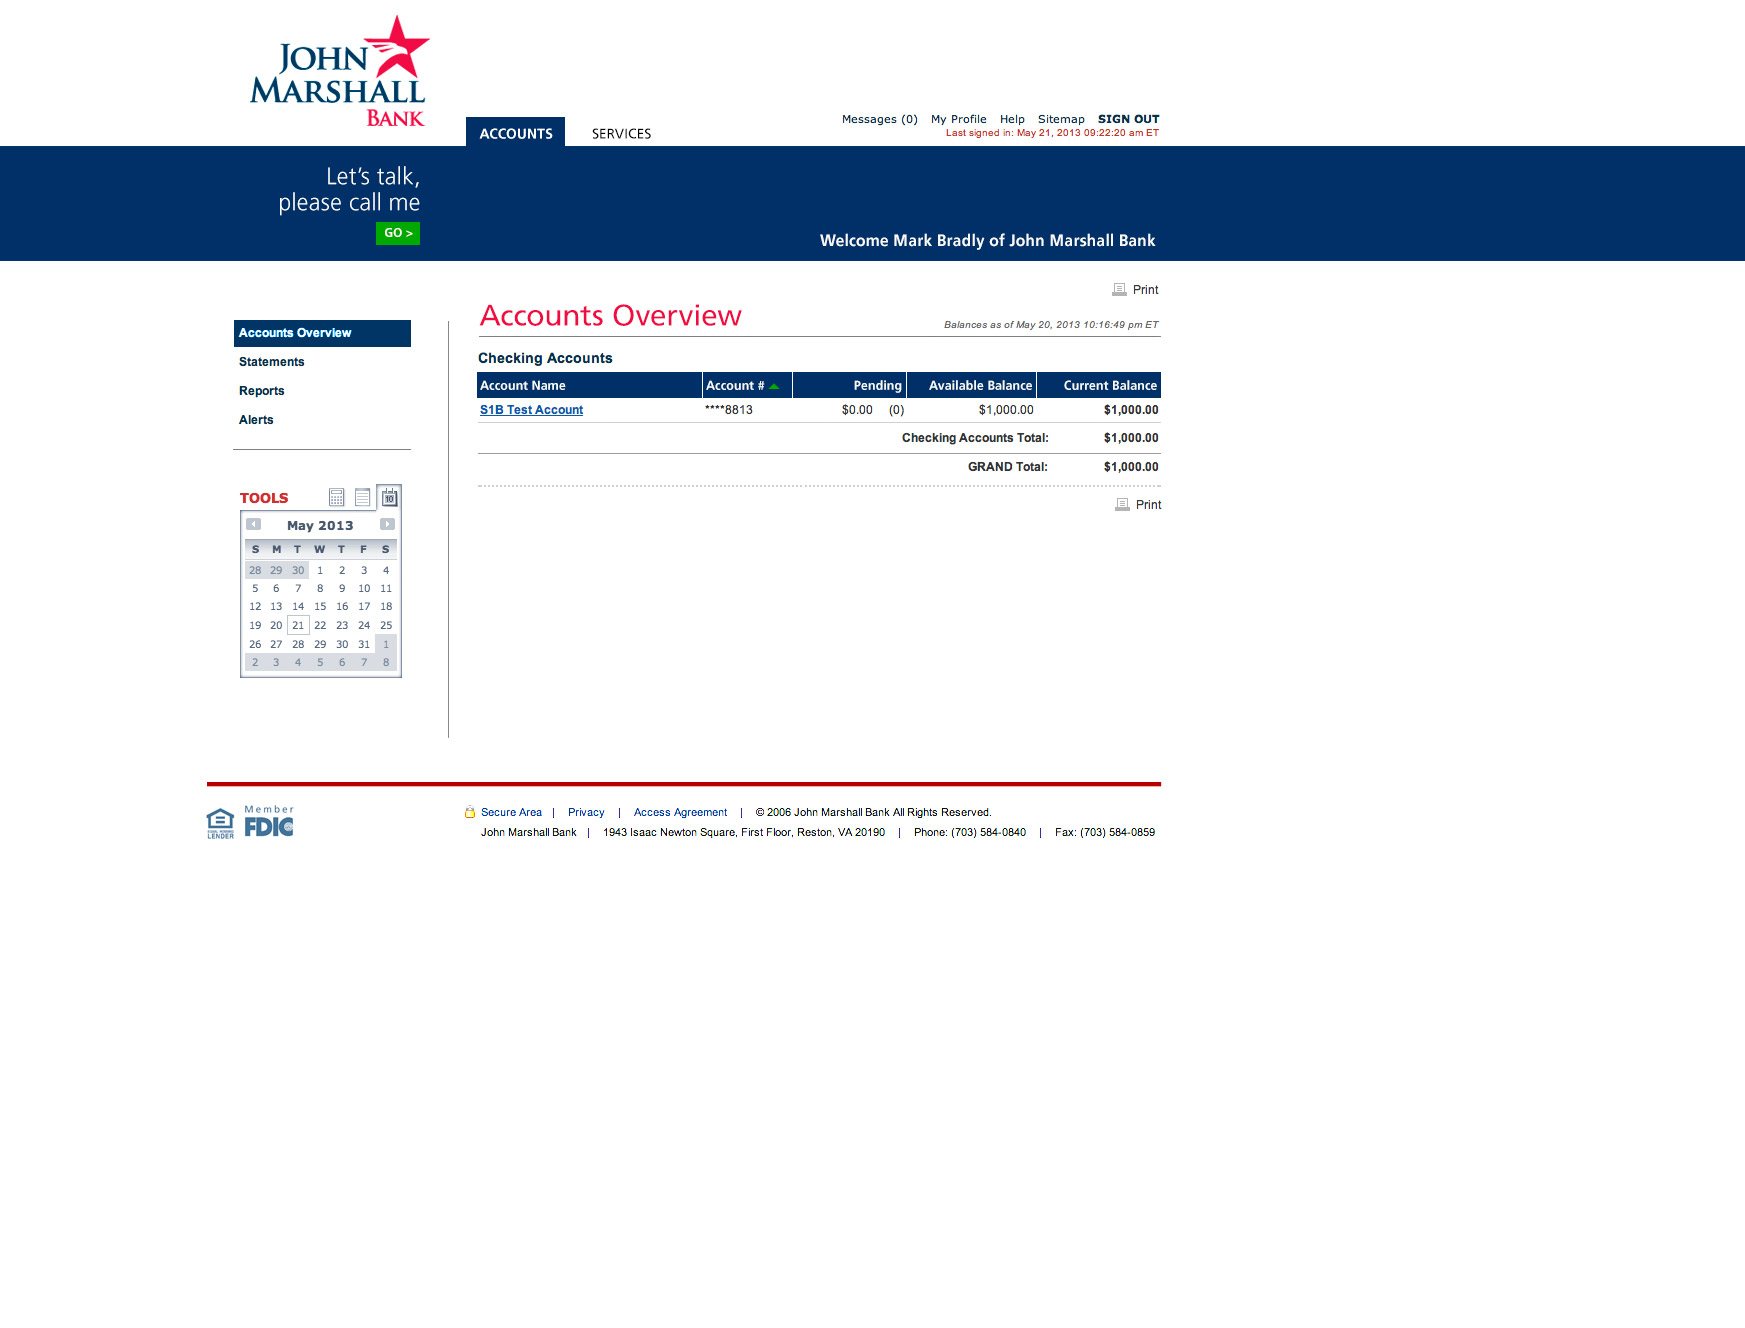 JOHN
MARSHALL
BANK
ACCOUNTS SERVICES
Messages (0) My Profile Help Sitemap SIGN OUT
Last signed in: May 21, 2013 09:22:20 am ET
Let's talk,
please call me
GO >
Welcome Mark Bradly of John Marshall Bank
Accounts Overview
Statements
Reports
Alerts
TOOLS
10
May 2013
S M T W T F S
28 29 30 1 2 3 4
5 6 7 8 9 10 11
12 13 14 15 16 17 18
19 20 21 22 23 24 25
26 27 28 29 30 31 1
2 3 4 5 6 7 8
Print
Accounts Overview
Balances as of May 20, 2013 10:16:49 pm ET
Checking Accounts
Account Name Account # Pending Available Balance Current Balance
S1B Test Account ****8813 $0.00 (0) $1,000.00 $1,000.00
Checking Accounts Total: $1,000.00
GRAND Total: $1,000.00
Print
EQUAL HOUSING
LENDER
Member
FDIC
Secure Area | Privacy | Access Agreement | © 2006 John Marshall Bank All Rights Reserved.
John Marshall Bank | 1943 Isaac Newton Square, First Floor, Reston, VA 20190 | Phone: (703) 584-0840 | Fax: (703) 584-0859